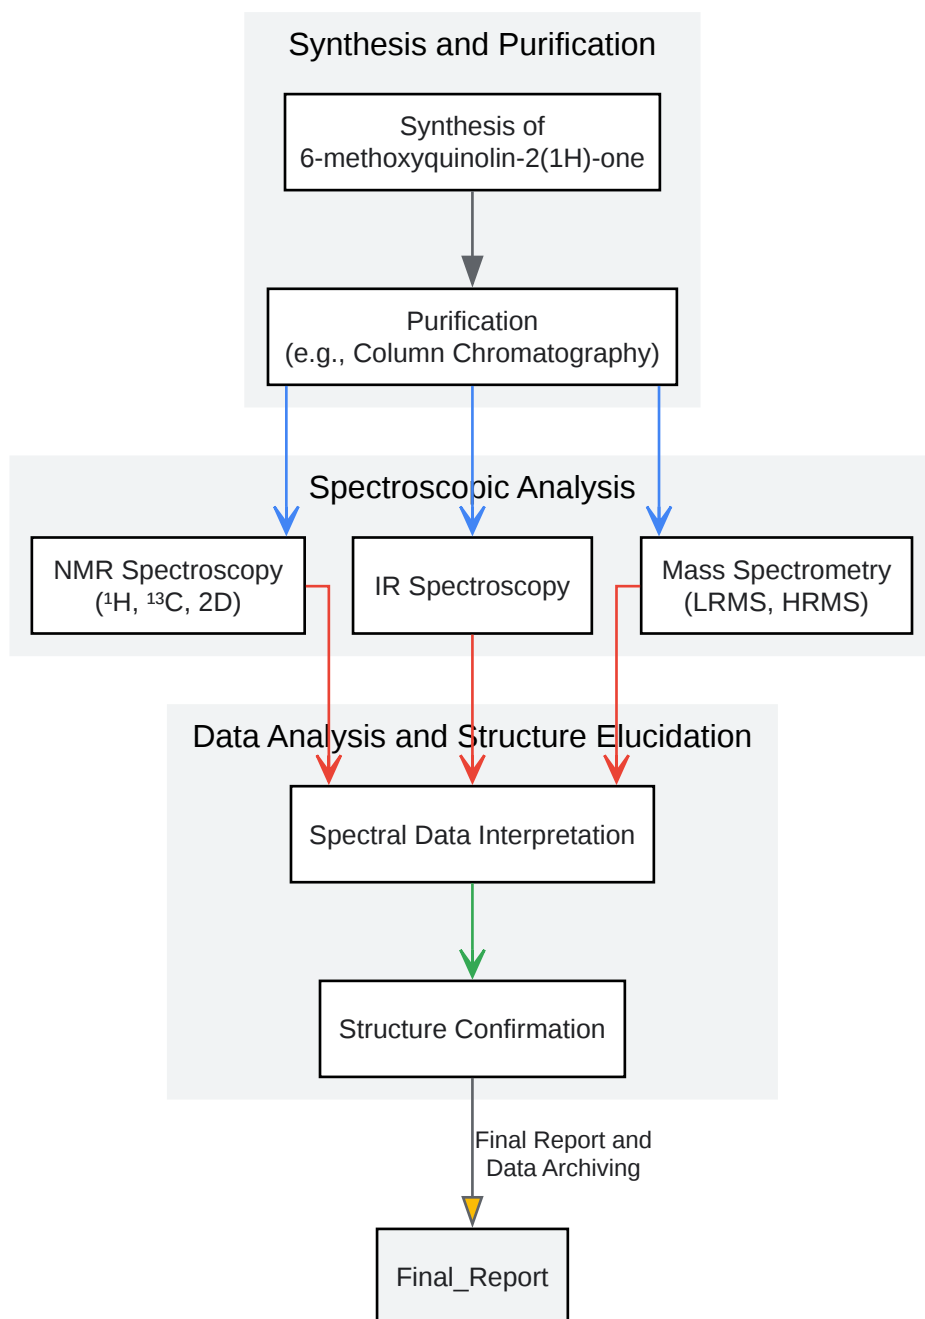 Synthesis and Purification
Synthesis of
6-methoxyquinolin-2(1H)-one
Purification
(e.g., Column Chromatography)
Spectroscopic Analysis
NMR Spectroscopy
(¹H, ¹³C, 2D)
IR Spectroscopy
Mass Spectrometry
(LRMS, HRMS)
Data Analysis and Structure Elucidation
Spectral Data Interpretation
Structure Confirmation
Final Report and
Data Archiving
Final_Report